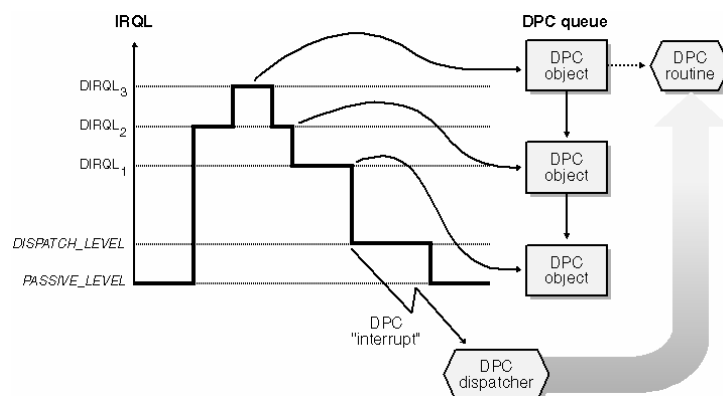 IRQL
DPC queue
DPC
object
DPC
routine
DIRQL3
DIRQL2
DPC
object
DIRQL1
DISPATCH_LEVEL
DPC
object
PASSIVE_LEVEL
DPC
"interrupt"
DPC
dispatcher